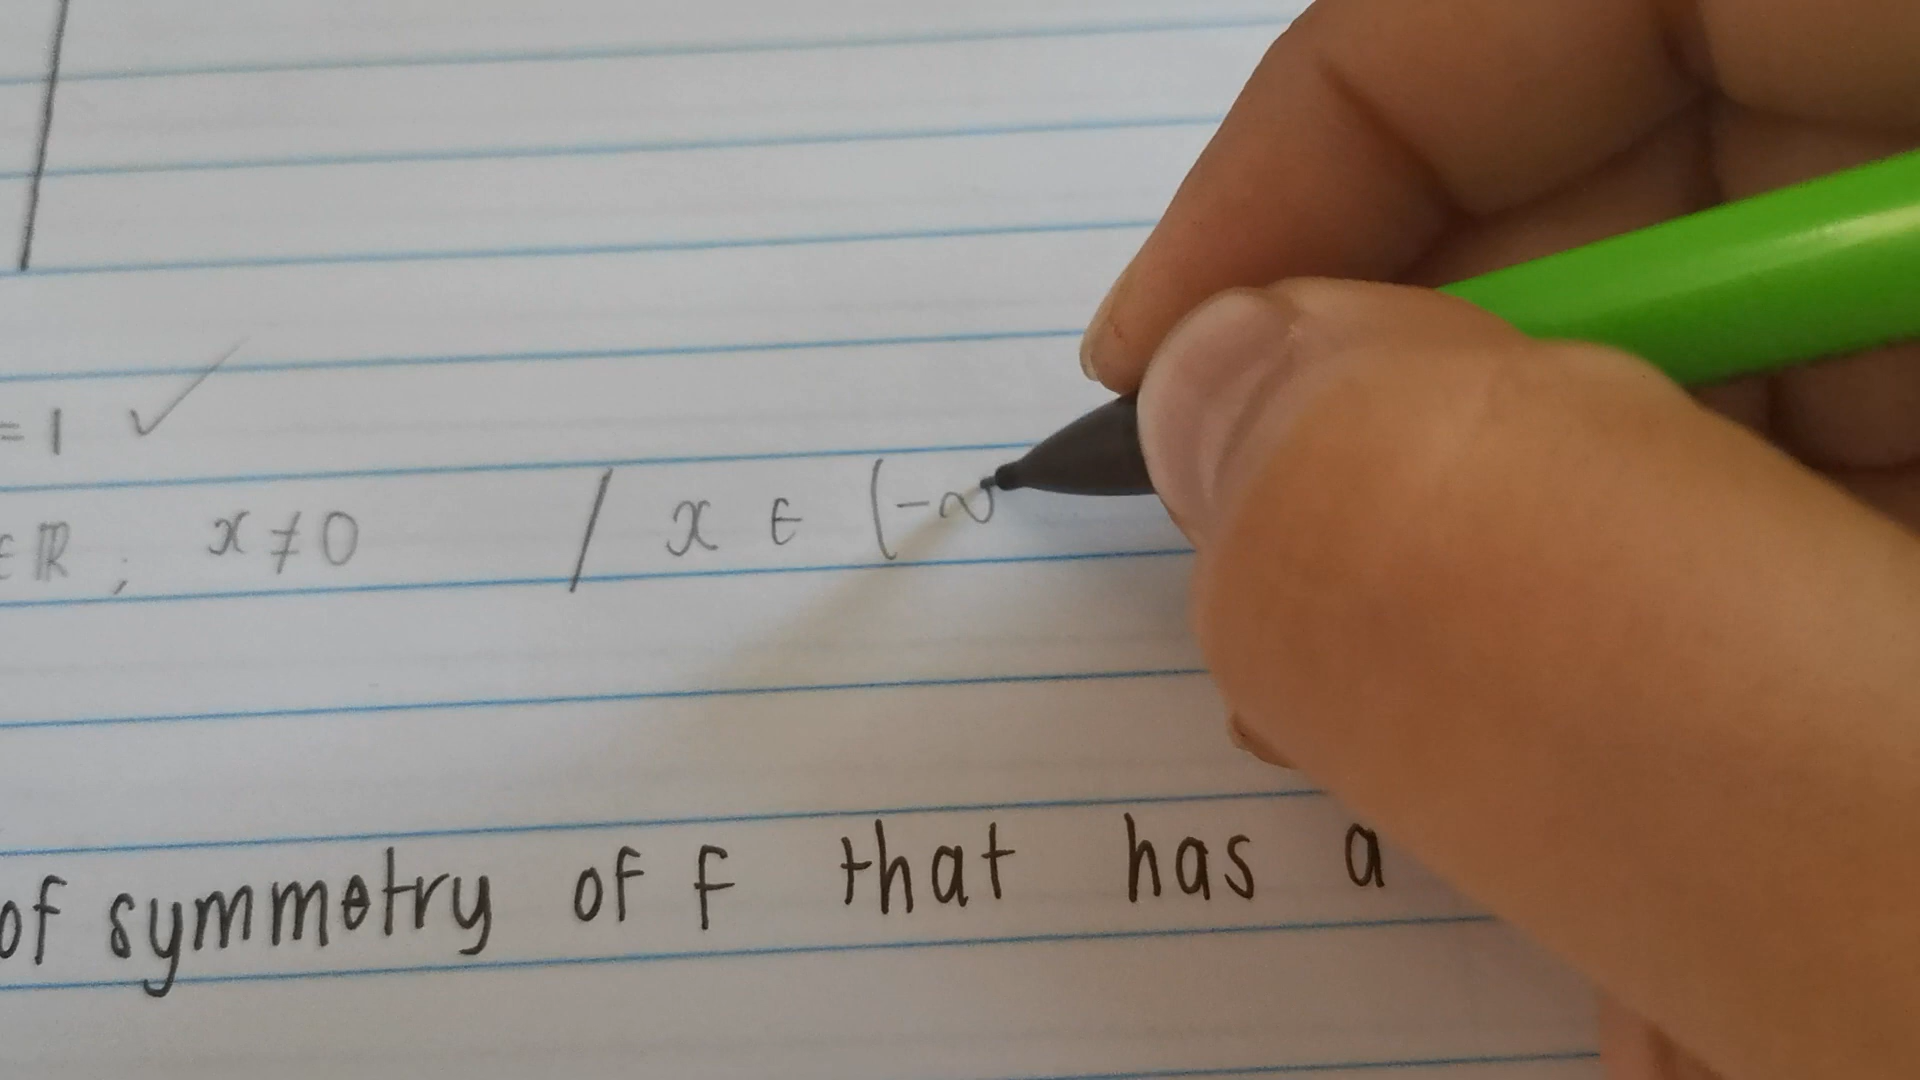 = 1 ✓
∈ ℝ ; x ≠ 0 / x ∈ (-∞
of symmetry of f that has a